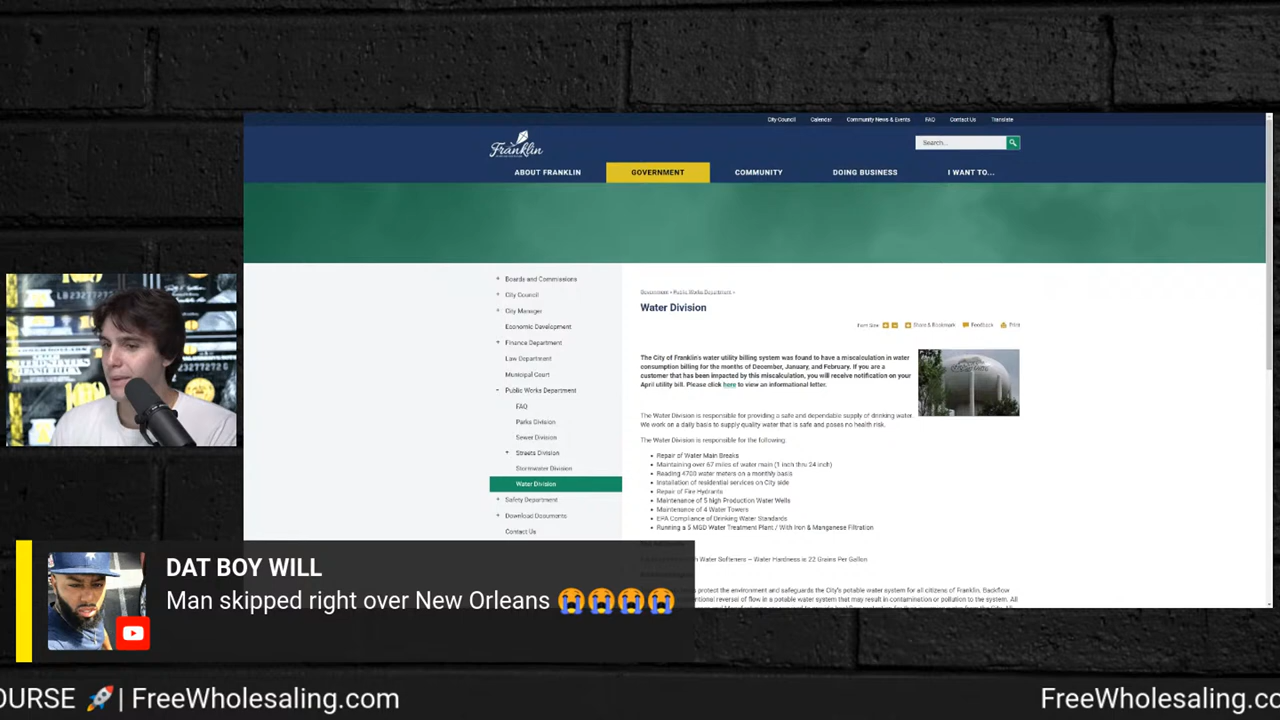 City Council Calendar Community News & Events FAQ Contact Us Translate
Franklin
Search...
ABOUT FRANKLIN GOVERNMENT COMMUNITY DOING BUSINESS I WANT TO...
Boards and Commissions
City Council
City Manager
Economic Development
Finance Department
Law Department
Municipal Court
Public Works Department
FAQ
Parks Division
Sewer Division
Streets Division
Stormwater Division
Water Division
Safety Department
Download Documents
Contact Us
Government » Public Works Department »
Water Division
Font Size: + - Share & Bookmark Feedback Print
The City of Franklin's water utility billing system was found to have a miscalculation in water
consumption billing for the months of December, January, and February. If you are a
customer that has been impacted by this miscalculation, you will receive notification on your
April utility bill. Please click here to view an informational letter.
The Water Division is responsible for providing a safe and dependable supply of drinking water.
We work on a daily basis to supply quality water that is safe and poses no health risk.
The Water Division is responsible for the following:
Repair of Water Main Breaks
Maintaining over 67 miles of water main (1 inch thru 24 inch)
Reading 4700 water meters on a monthly basis
Installation of residential services on City side
Repair of Fire Hydrants
Maintenance of 5 high Production Water Wells
Maintenance of 4 Water Towers
EPA Compliance of Drinking Water Standards
Running a 5 MGD Water Treatment Plant / With Iron & Manganese Filtration
Water Softeners – Water Hardness is 22 Grains Per Gallon
protect the environment and safeguards the City's potable water system for all citizens of Franklin. Backflow
reversal of flow in a potable water system that may result in contamination or pollution to the system. All
DAT BOY WILL
Man skipped right over New Orleans 😭😭😭😭
OURSE 🚀 | FreeWholesaling.com FreeWholesaling.co